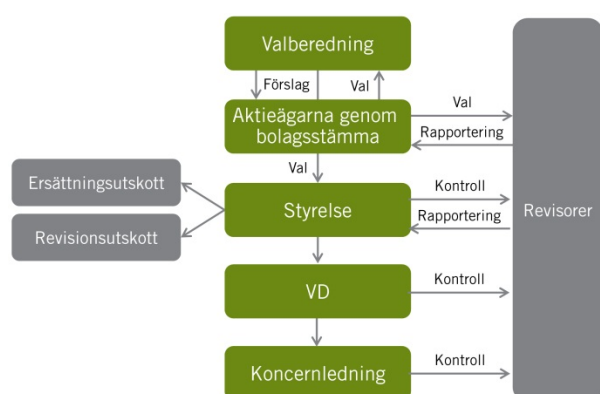 Valberedning
Förslag
Val
Aktieägarna genom
bolagsstämma
Val
Rapportering
Val
Ersättningsutskott
Revisionsutskott
Styrelse
Kontroll
Rapportering
Revisorer
VD
Kontroll
Koncernledning
Kontroll